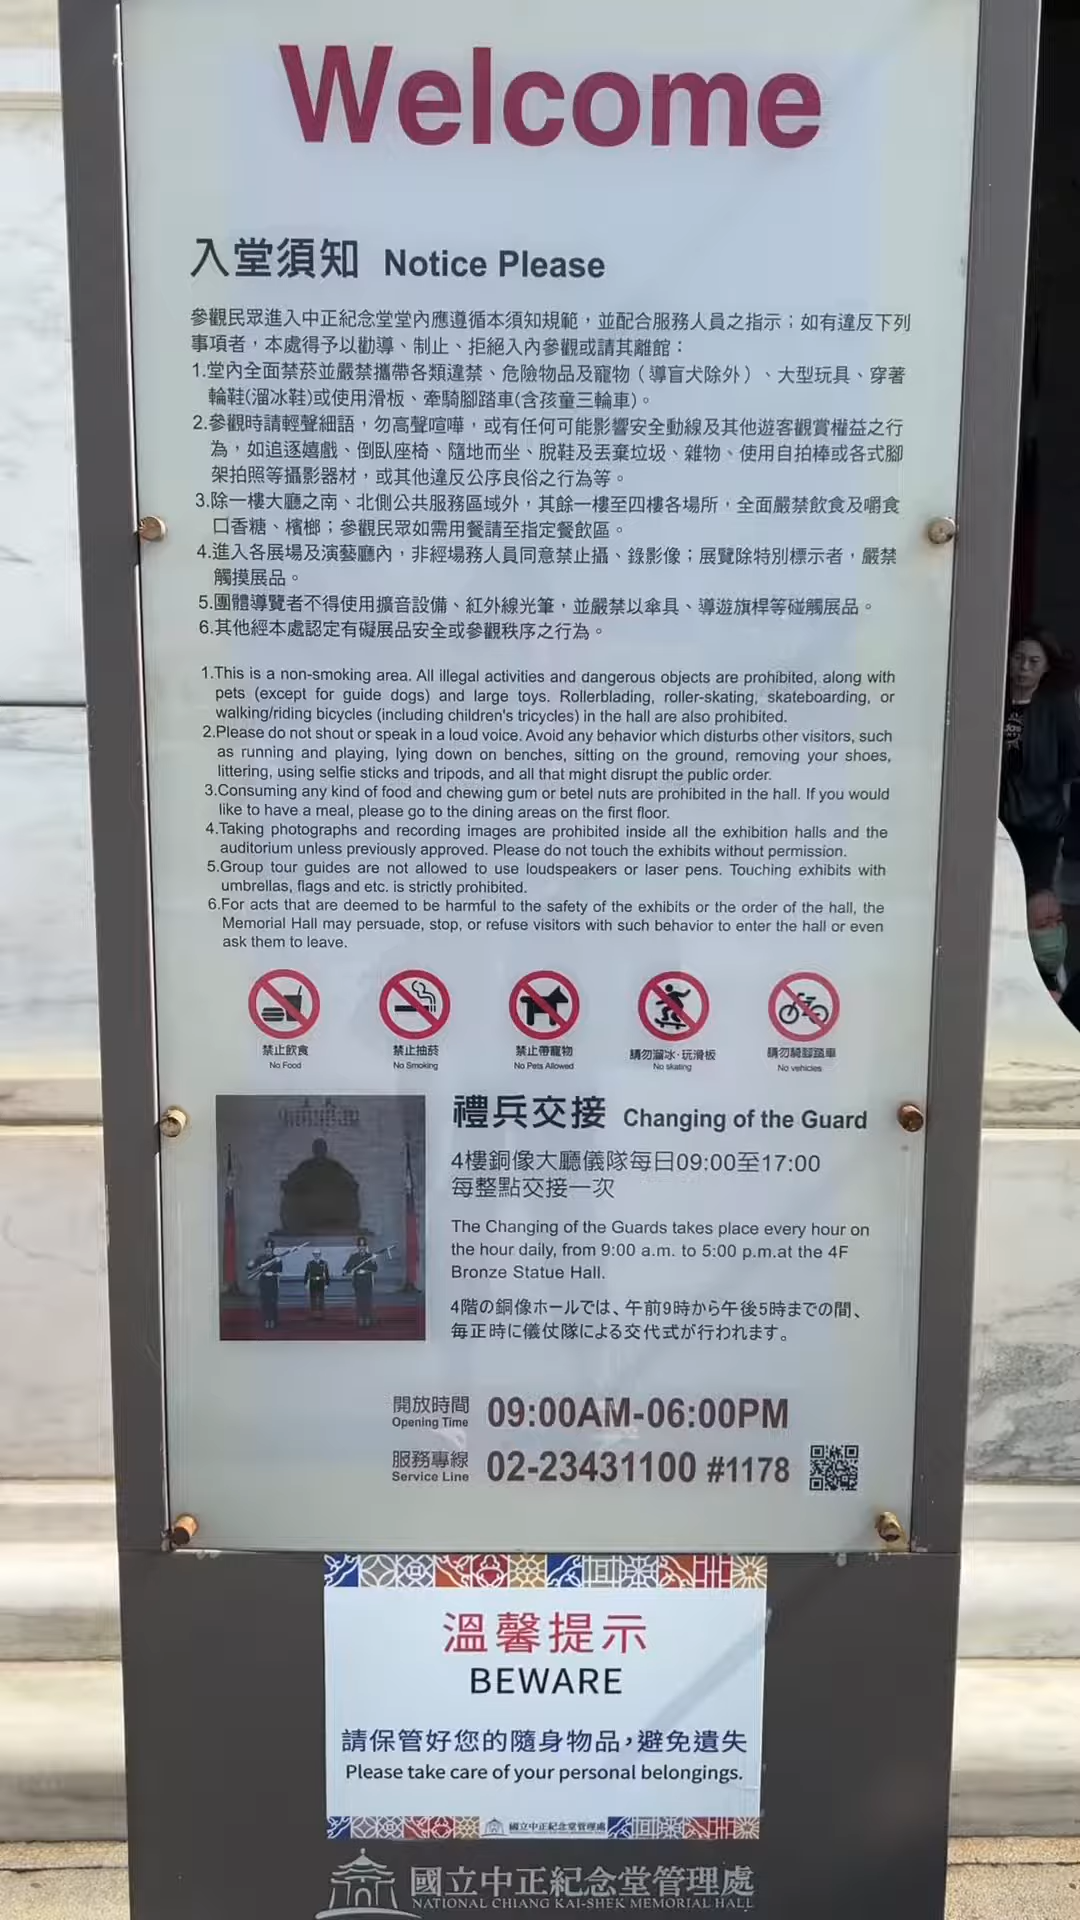 Welcome
入堂須知 Notice Please
參觀民眾進入中正紀念堂堂內應遵循本須知規範，並配合服務人員之指示；如有違反下列
事項者，本處得予以勸導、制止、拒絕入內參觀或請其離館：
1.堂內全面禁菸並嚴禁攜帶各類違禁、危險物品及寵物（導盲犬除外）、大型玩具、穿著
輪鞋(溜冰鞋)或使用滑板、牽騎腳踏車(含孩童三輪車)。
2.參觀時請輕聲細語，勿高聲喧嘩，或有任何可能影響安全動線及其他遊客觀賞權益之行
為，如追逐嬉戲、倒臥座椅、隨地而坐、脫鞋及丟棄垃圾、雜物、使用自拍棒或各式腳
架拍照等攝影器材，或其他違反公序良俗之行為等。
3.除一樓大廳之南、北側公共服務區域外，其餘一樓至四樓各場所，全面嚴禁飲食及嚼食
口香糖、檳榔；參觀民眾如需用餐請至指定餐飲區。
4.進入各展場及演藝廳內，非經場務人員同意禁止攝、錄影像；展覽除特別標示者，嚴禁
觸摸展品。
5.團體導覽者不得使用擴音設備、紅外線光筆，並嚴禁以傘具、導遊旗桿等碰觸展品。
6.其他經本處認定有礙展品安全或參觀秩序之行為。
1.This is a non-smoking area. All illegal activities and dangerous objects are prohibited, along with
pets (except for guide dogs) and large toys. Rollerblading, roller-skating, skateboarding, or
walking/riding bicycles (including children's tricycles) in the hall are also prohibited.
2.Please do not shout or speak in a loud voice. Avoid any behavior which disturbs other visitors, such
as running and playing, lying down on benches, sitting on the ground, removing your shoes,
littering, using selfie sticks and tripods, and all that might disrupt the public order.
3.Consuming any kind of food and chewing gum or betel nuts are prohibited in the hall. If you would
like to have a meal, please go to the dining areas on the first floor.
4.Taking photographs and recording images are prohibited inside all the exhibition halls and the
auditorium unless previously approved. Please do not touch the exhibits without permission.
5.Group tour guides are not allowed to use loudspeakers or laser pens. Touching exhibits with
umbrellas, flags and etc. is strictly prohibited.
6.For acts that are deemed to be harmful to the safety of the exhibits or the order of the hall, the
Memorial Hall may persuade, stop, or refuse visitors with such behavior to enter the hall or even
ask them to leave.
禁止飲食 禁止抽菸 禁止帶寵物 請勿溜冰·玩滑板 請勿騎腳踏車
No Food No Smoking No Pets Allowed No skating No vehicles
禮兵交接 Changing of the Guard
4樓銅像大廳儀隊每日09:00至17:00
每整點交接一次
The Changing of the Guards takes place every hour on
the hour daily, from 9:00 a.m. to 5:00 p.m.at the 4F
Bronze Statue Hall.
4階の銅像ホールでは、午前9時から午後5時までの間、
毎正時に儀仗隊による交代式が行われます。
開放時間
Opening Time 09:00AM-06:00PM
服務專線
Service Line 02-23431100 #1178
溫馨提示
BEWARE
請保管好您的隨身物品，避免遺失
Please take care of your personal belongings.
國立中正紀念堂管理處
國立中正紀念堂管理處
NATIONAL CHIANG KAI-SHEK MEMORIAL HALL